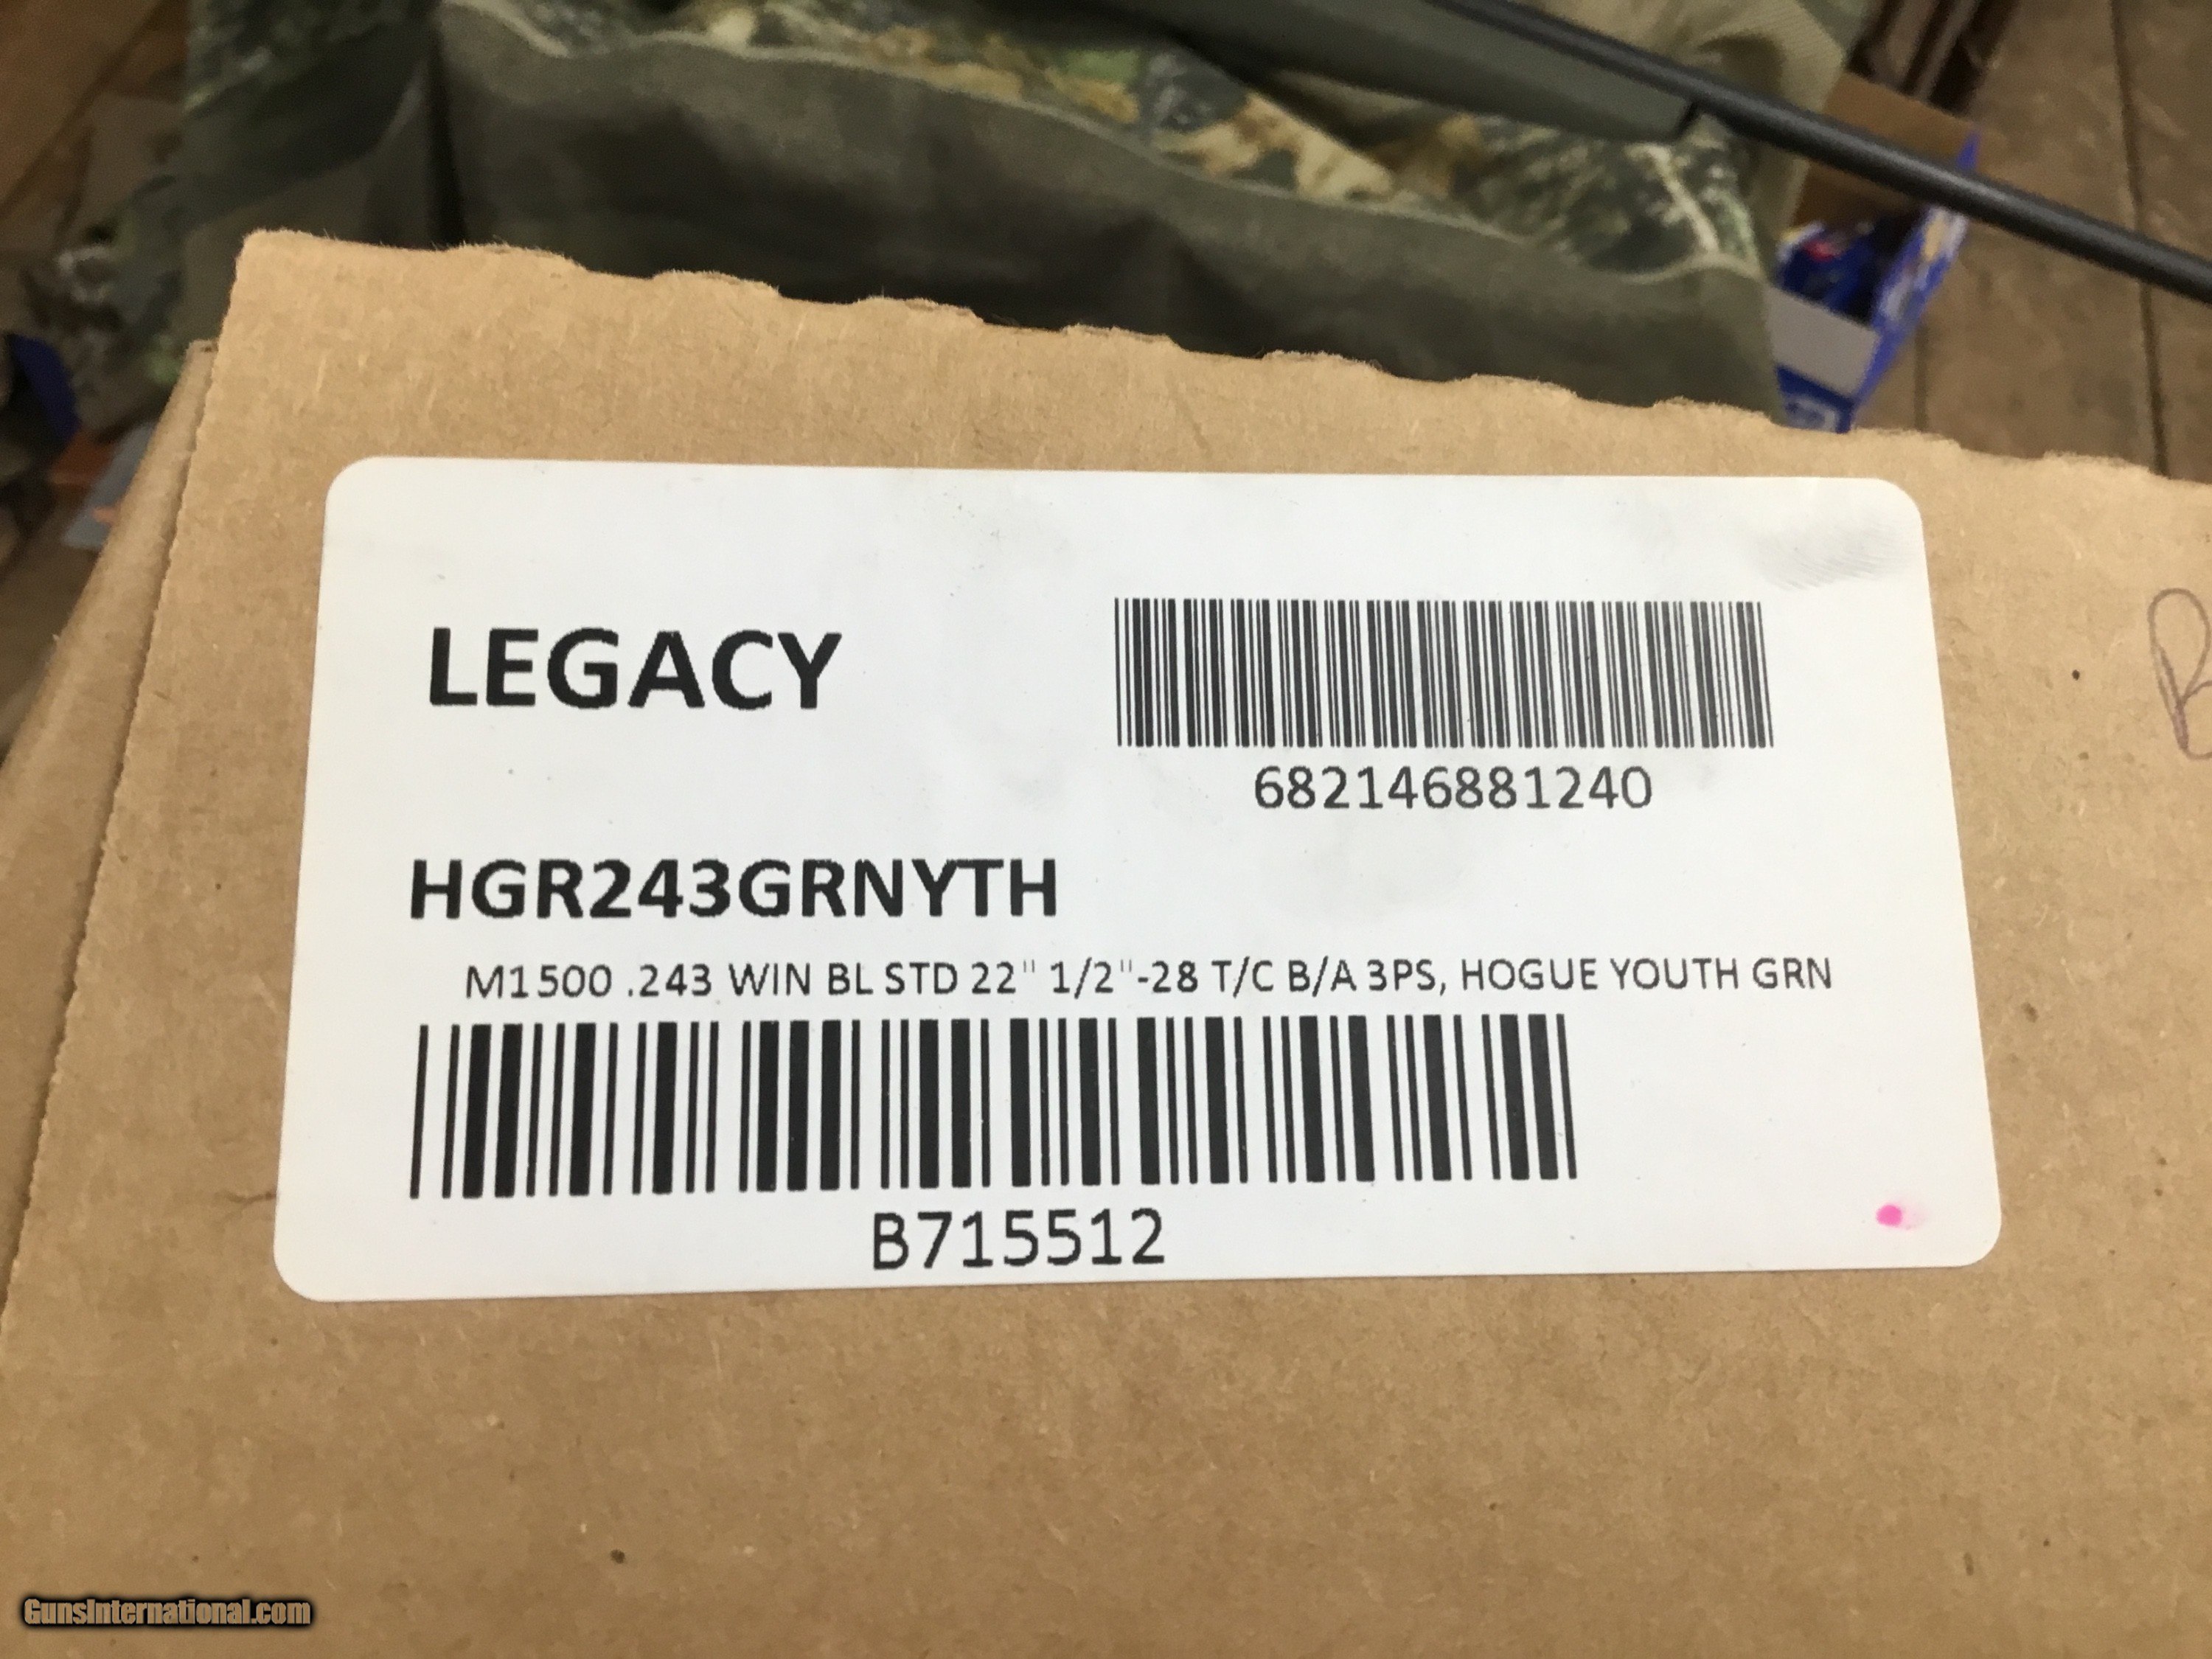 LEGACY
682146881240
HGR243GRNYTH
M1500 .243 WIN BL STD 22" 1/2"-28 T/C B/A 3PS, HOGUE YOUTH GRN
B715512
B
GunsInternational.com